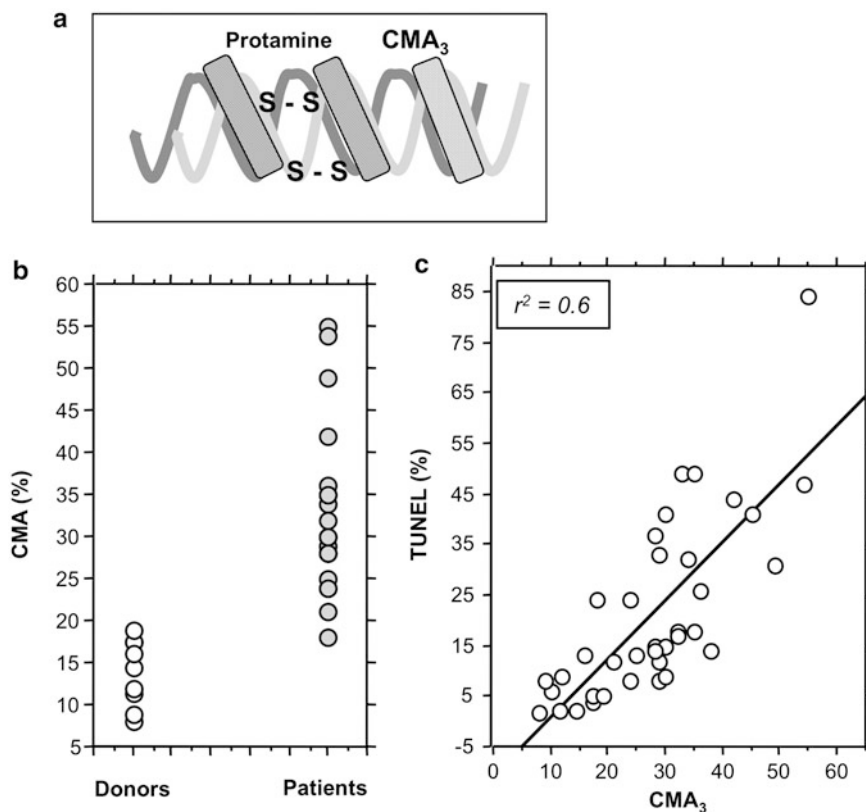 a
Protamine CMA₃
S - S
S - S
b
CMA (%)
60
55
50
45
40
35
30
25
20
15
10
5
Donors Patients
c
r² = 0.6
TUNEL (%)
85
75
65
55
45
35
25
15
5
-5
0 10 20 30 40 50 60
CMA₃